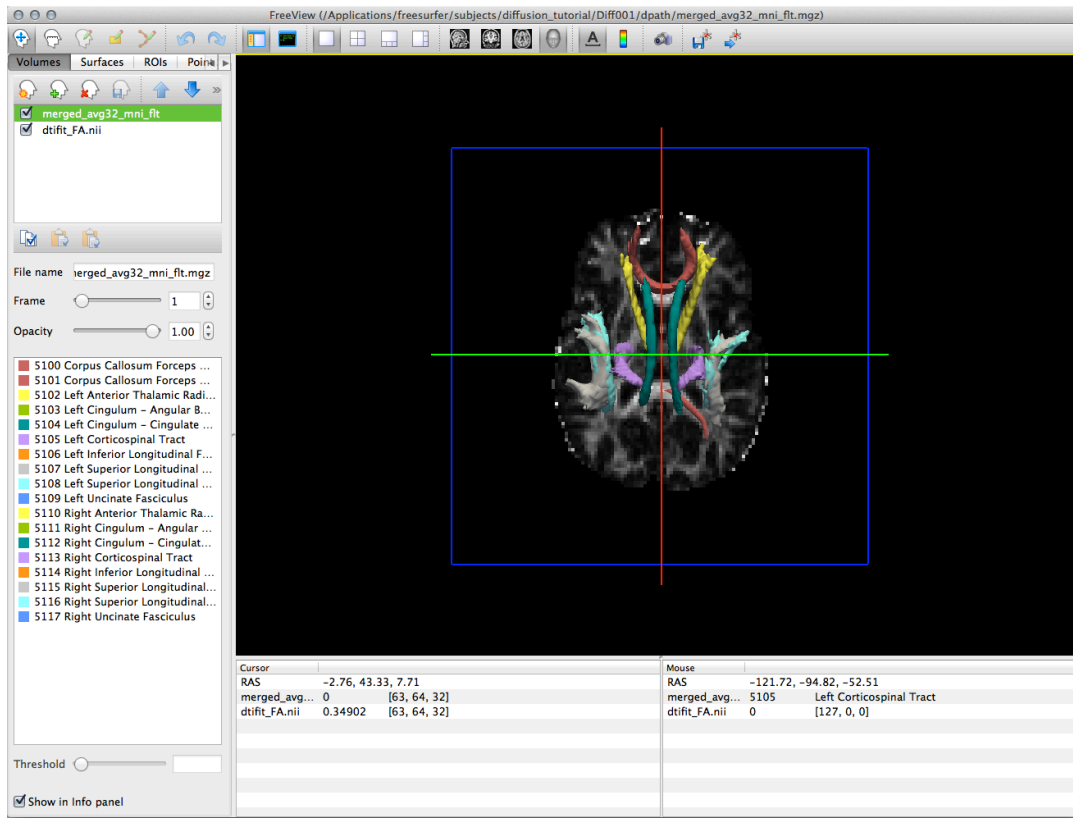 FreeView (/Applications/freesurfer/subjects/diffusion_tutorial/Diff001/dpath/merged_avg32_mni_flt.mgz)
A
Volumes Surfaces ROIs Point
merged_avg32_mni_flt
dtifit_FA.nii
File name nerged_avg32_mni_flt.mgz
Frame 1
Opacity 1.00
5100 Corpus Callosum Forceps ...
5101 Corpus Callosum Forceps ...
5102 Left Anterior Thalamic Radi...
5103 Left Cingulum - Angular B...
5104 Left Cingulum - Cingulate ...
5105 Left Corticospinal Tract
5106 Left Inferior Longitudinal F...
5107 Left Superior Longitudinal ...
5108 Left Superior Longitudinal ...
5109 Left Uncinate Fasciculus
5110 Right Anterior Thalamic Ra...
5111 Right Cingulum - Angular ...
5112 Right Cingulum - Cingulat...
5113 Right Corticospinal Tract
5114 Right Inferior Longitudinal ...
5115 Right Superior Longitudinal...
5116 Right Superior Longitudinal...
5117 Right Uncinate Fasciculus
Threshold
Show in Info panel
Cursor
RAS -2.76, 43.33, 7.71
merged_avg... 0 [63, 64, 32]
dtifit_FA.nii 0.34902 [63, 64, 32]
Mouse
RAS -121.72, -94.82, -52.51
merged_avg... 5105 Left Corticospinal Tract
dtifit_FA.nii 0 [127, 0, 0]